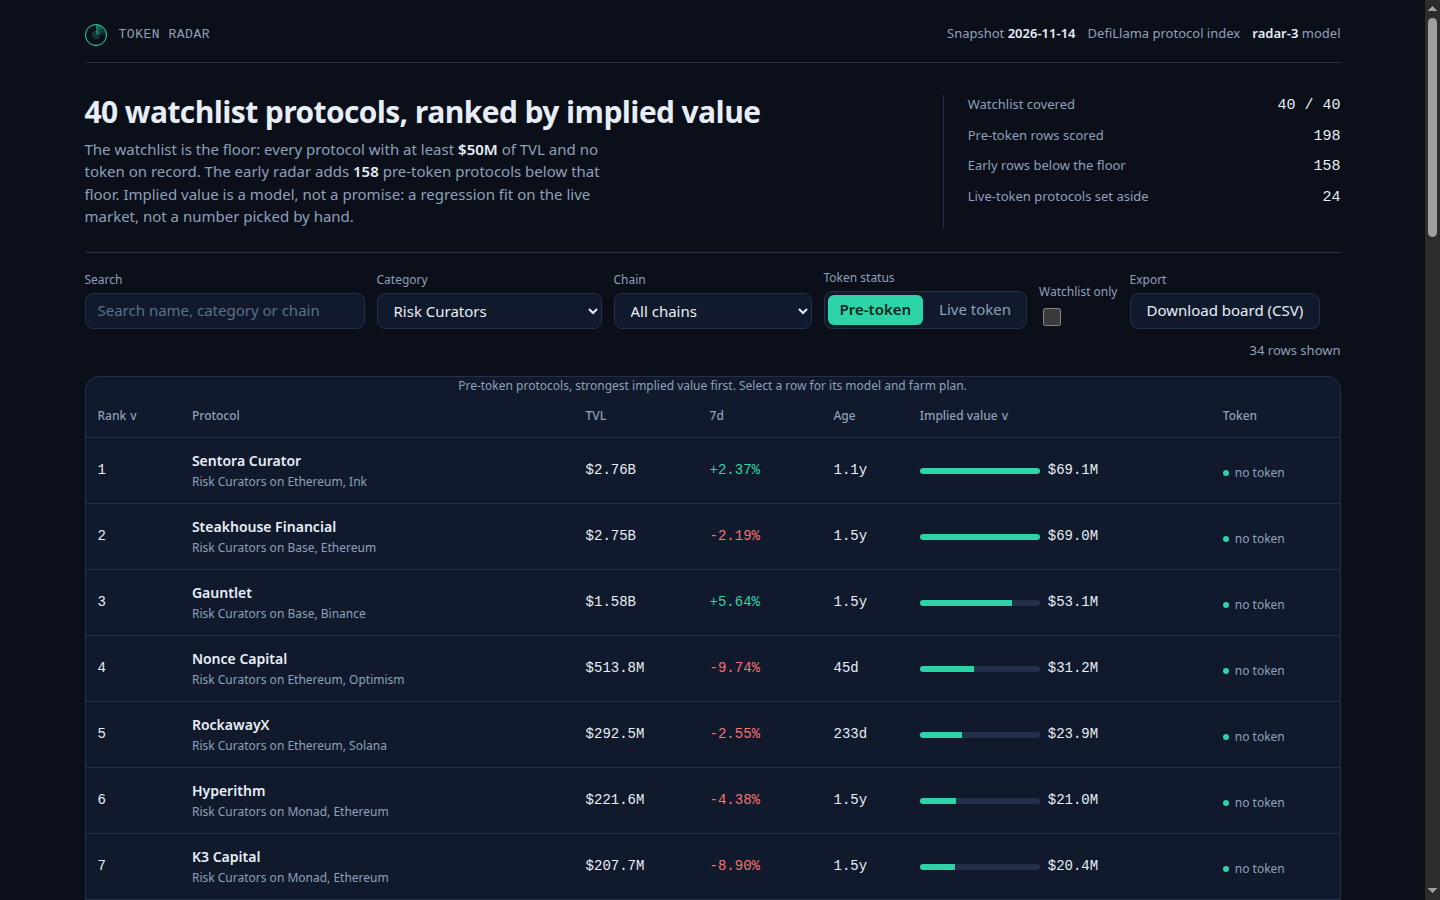 TOKEN RADAR
Snapshot 2026-11-14 DefiLlama protocol index radar-3 model
40 watchlist protocols, ranked by implied value
The watchlist is the floor: every protocol with at least $50M of TVL and no
token on record. The early radar adds 158 pre-token protocols below that
floor. Implied value is a model, not a promise: a regression fit on the live
market, not a number picked by hand.
Watchlist covered 40 / 40
Pre-token rows scored 198
Early rows below the floor 158
Live-token protocols set aside 24
Search
Search name, category or chain
Category
Risk Curators
Chain
All chains
Token status
Pre-token Live token
Watchlist only
Export
Download board (CSV)
34 rows shown
Pre-token protocols, strongest implied value first. Select a row for its model and farm plan.
Rank v Protocol TVL 7d Age Implied value v Token
1 Sentora Curator $2.76B +2.37% 1.1y $69.1M no token
Risk Curators on Ethereum, Ink
2 Steakhouse Financial $2.75B -2.19% 1.5y $69.0M no token
Risk Curators on Base, Ethereum
3 Gauntlet $1.58B +5.64% 1.5y $53.1M no token
Risk Curators on Base, Binance
4 Nonce Capital $513.8M -9.74% 45d $31.2M no token
Risk Curators on Ethereum, Optimism
5 RockawayX $292.5M -2.55% 233d $23.9M no token
Risk Curators on Ethereum, Solana
6 Hyperithm $221.6M -4.38% 1.5y $21.0M no token
Risk Curators on Monad, Ethereum
7 K3 Capital $207.7M -8.90% 1.5y $20.4M no token
Risk Curators on Monad, Ethereum